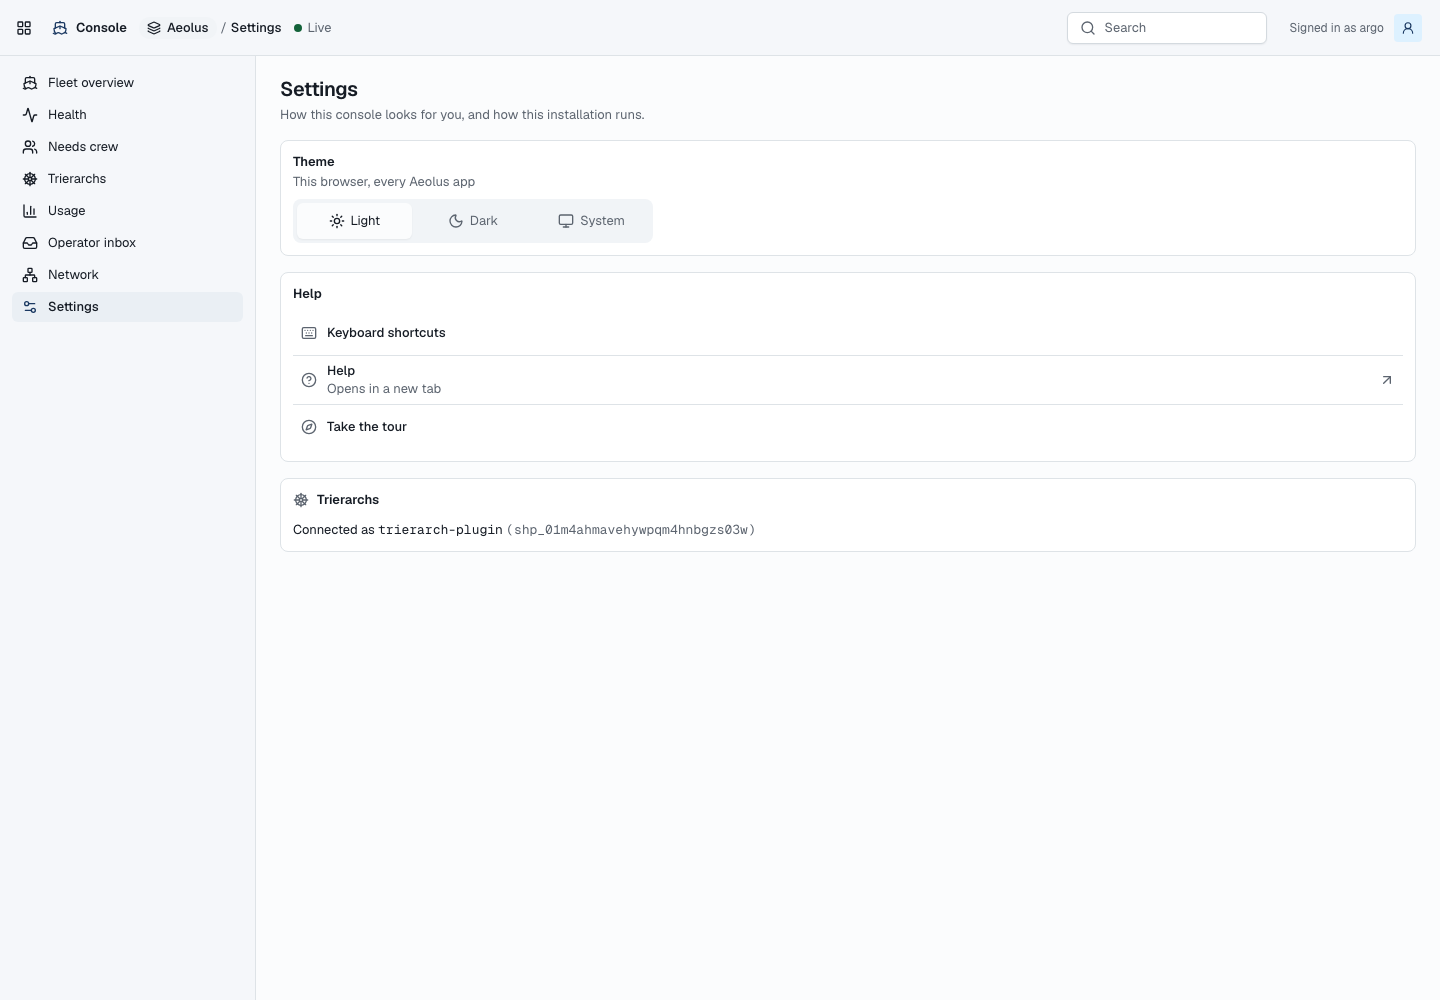 Console
Aeolus / Settings
Live
Search
Signed in as argo
Fleet overview
Health
Needs crew
Trierarchs
Usage
Operator inbox
Network
Settings
Settings
How this console looks for you, and how this installation runs.
Theme
This browser, every Aeolus app
Light
Dark
System
Help
Keyboard shortcuts
Help
Opens in a new tab
Take the tour
Trierarchs
Connected as trierarch-plugin (shp_01m4ahmavehywpqm4hnbgzs03w)